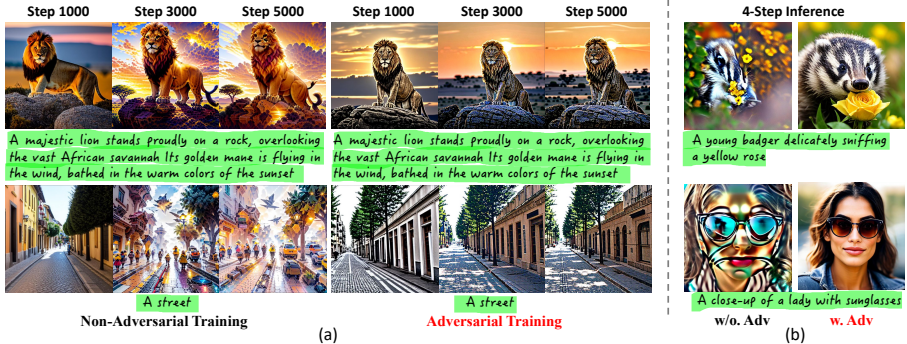 Step 1000 Step 3000 Step 5000 Step 1000 Step 3000 Step 5000 4-Step Inference
A majestic lion stands proudly on a rock, overlooking
the vast African savannah Its golden mane is flying in
the wind, bathed in the warm colors of the sunset
A majestic lion stands proudly on a rock, overlooking
the vast African savannah Its golden mane is flying in
the wind, bathed in the warm colors of the sunset
A young badger delicately sniffing
a yellow rose
A street
A street
A close-up of a lady with sunglasses
Non-Adversarial Training
Adversarial Training
w/o. Adv
w. Adv
(a)
(b)